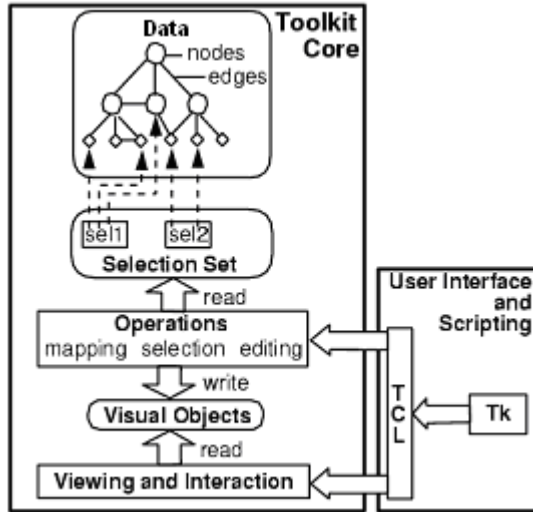 Data
Toolkit
Core
nodes
edges
sel1
sel2
Selection Set
read
Operations
mapping selection editing
write
Visual Objects
read
Viewing and Interaction
User Interface
and
Scripting
TCL
Tk